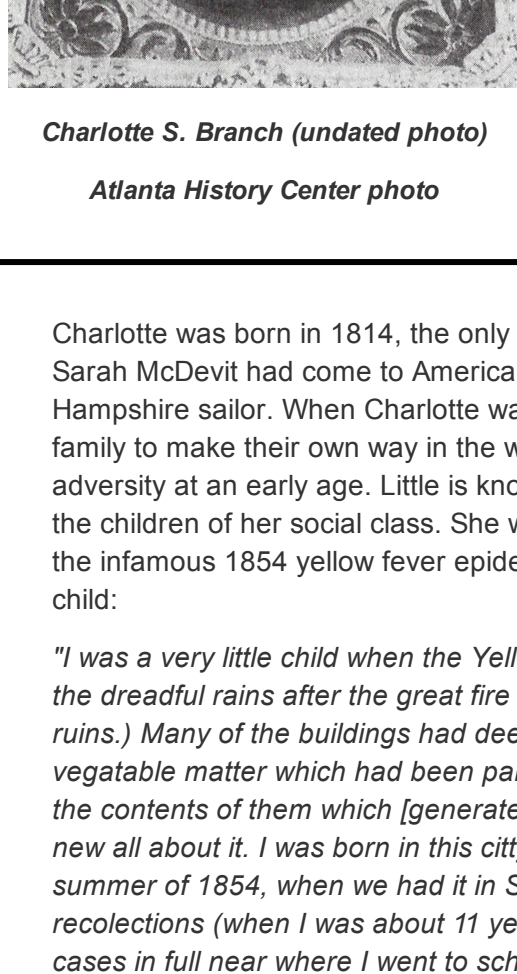 Charlotte S. Branch (undated photo)
Atlanta History Center photo
Charlotte was born in 1814, the only
Sarah McDevit had come to America
Hampshire sailor. When Charlotte wa
family to make their own way in the w
adversity at an early age. Little is kno
the children of her social class. She w
the infamous 1854 yellow fever epide
child:
"I was a very little child when the Yell
the dreadful rains after the great fire
ruins.) Many of the buildings had dee
vegatable matter which had been par
the contents of them which [generate
new all about it. I was born in this citt
summer of 1854, when we had it in S
recolections (when I was about 11 ye
cases in full near where I went to sch